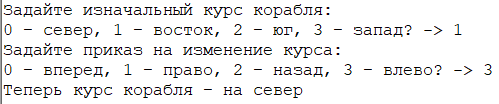 Задайте изначальный курс корабля:
0 – север, 1 – восток, 2 – юг, 3 – запад? -> 1
Задайте приказ на изменение курса:
0 – вперед, 1 – право, 2 – назад, 3 – влево? -> 3
Теперь курс корабля – на север